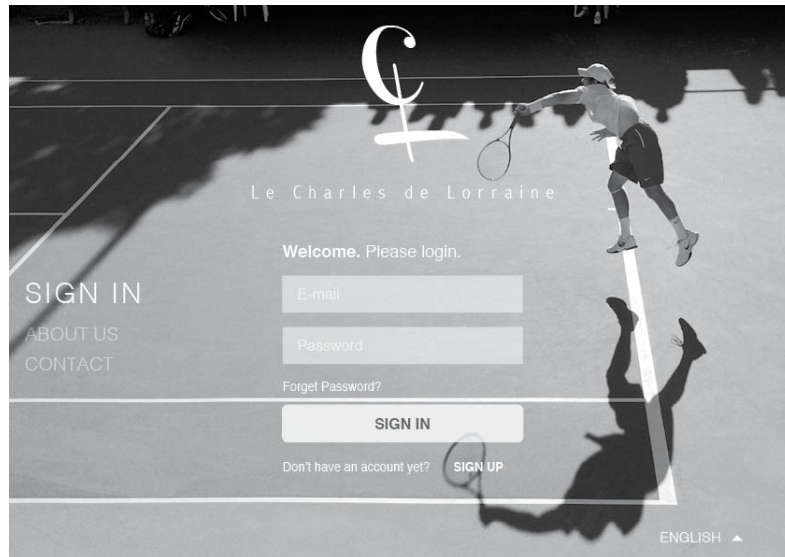 Le Charles de Lorraine
Welcome. Please login.
SIGN IN
ABOUT US
CONTACT
E-mail
Password
Forget Password?
SIGN IN
Don't have an account yet? SIGN UP
ENGLISH